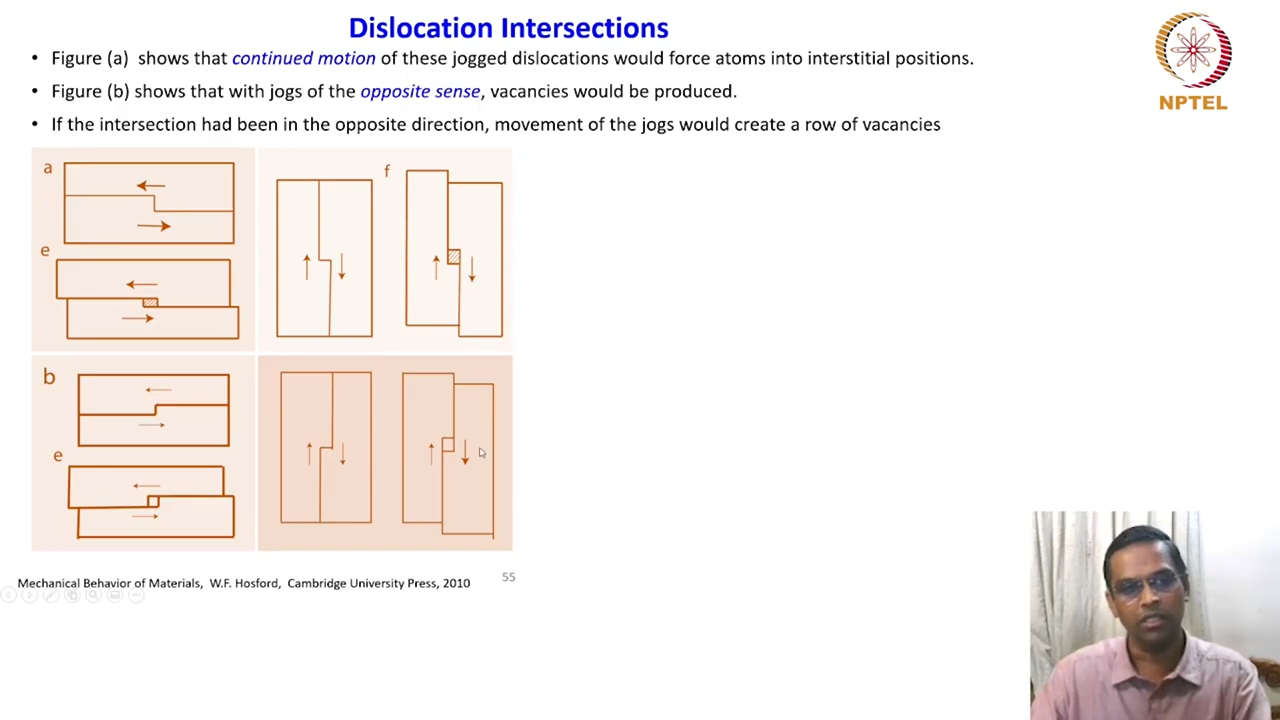 Dislocation Intersections
• Figure (a) shows that continued motion of these jogged dislocations would force atoms into interstitial positions.
• Figure (b) shows that with jogs of the opposite sense, vacancies would be produced.
• If the intersection had been in the opposite direction, movement of the jogs would create a row of vacancies
NPTEL
a
f
e
b
e
Mechanical Behavior of Materials, W.F. Hosford, Cambridge University Press, 2010
55